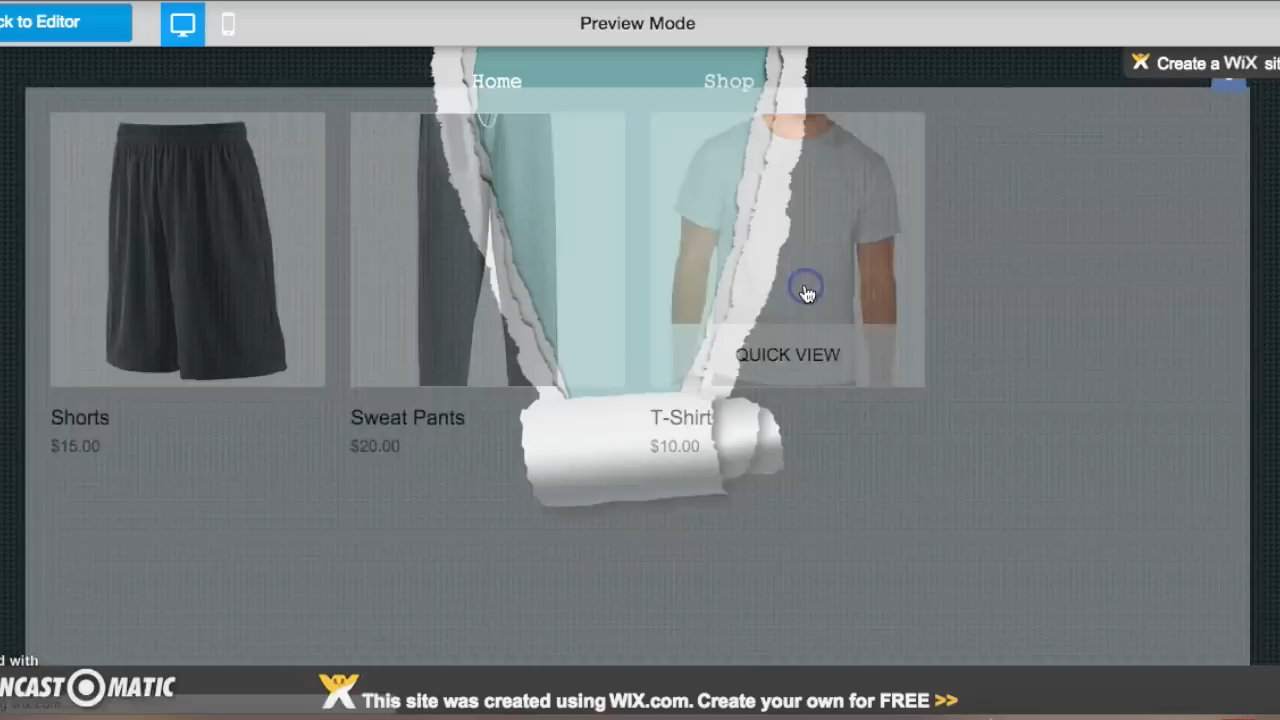 ck to Editor
Preview Mode
Home
Shop
Create a WiX sit
QUICK VIEW
Shorts
$15.00
Sweat Pants
$20.00
T-Shirt
$10.00
d with
NCAST MATIC
This site was created using WIX.com. Create your own for FREE >>